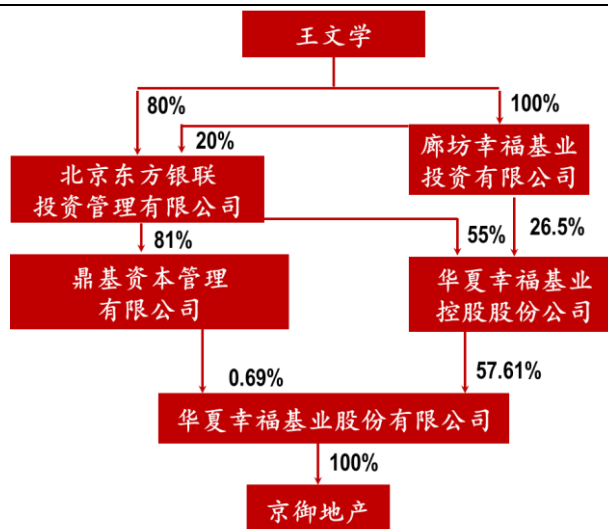 王文学
80%
100%
20%
北京东方银联
投资管理有限公司
廊坊幸福基业
投资有限公司
81%
55%
26.5%
鼎基资本管理
有限公司
华夏幸福基业
控股股份公司
0.69%
57.61%
华夏幸福基业股份有限公司
100%
京御地产